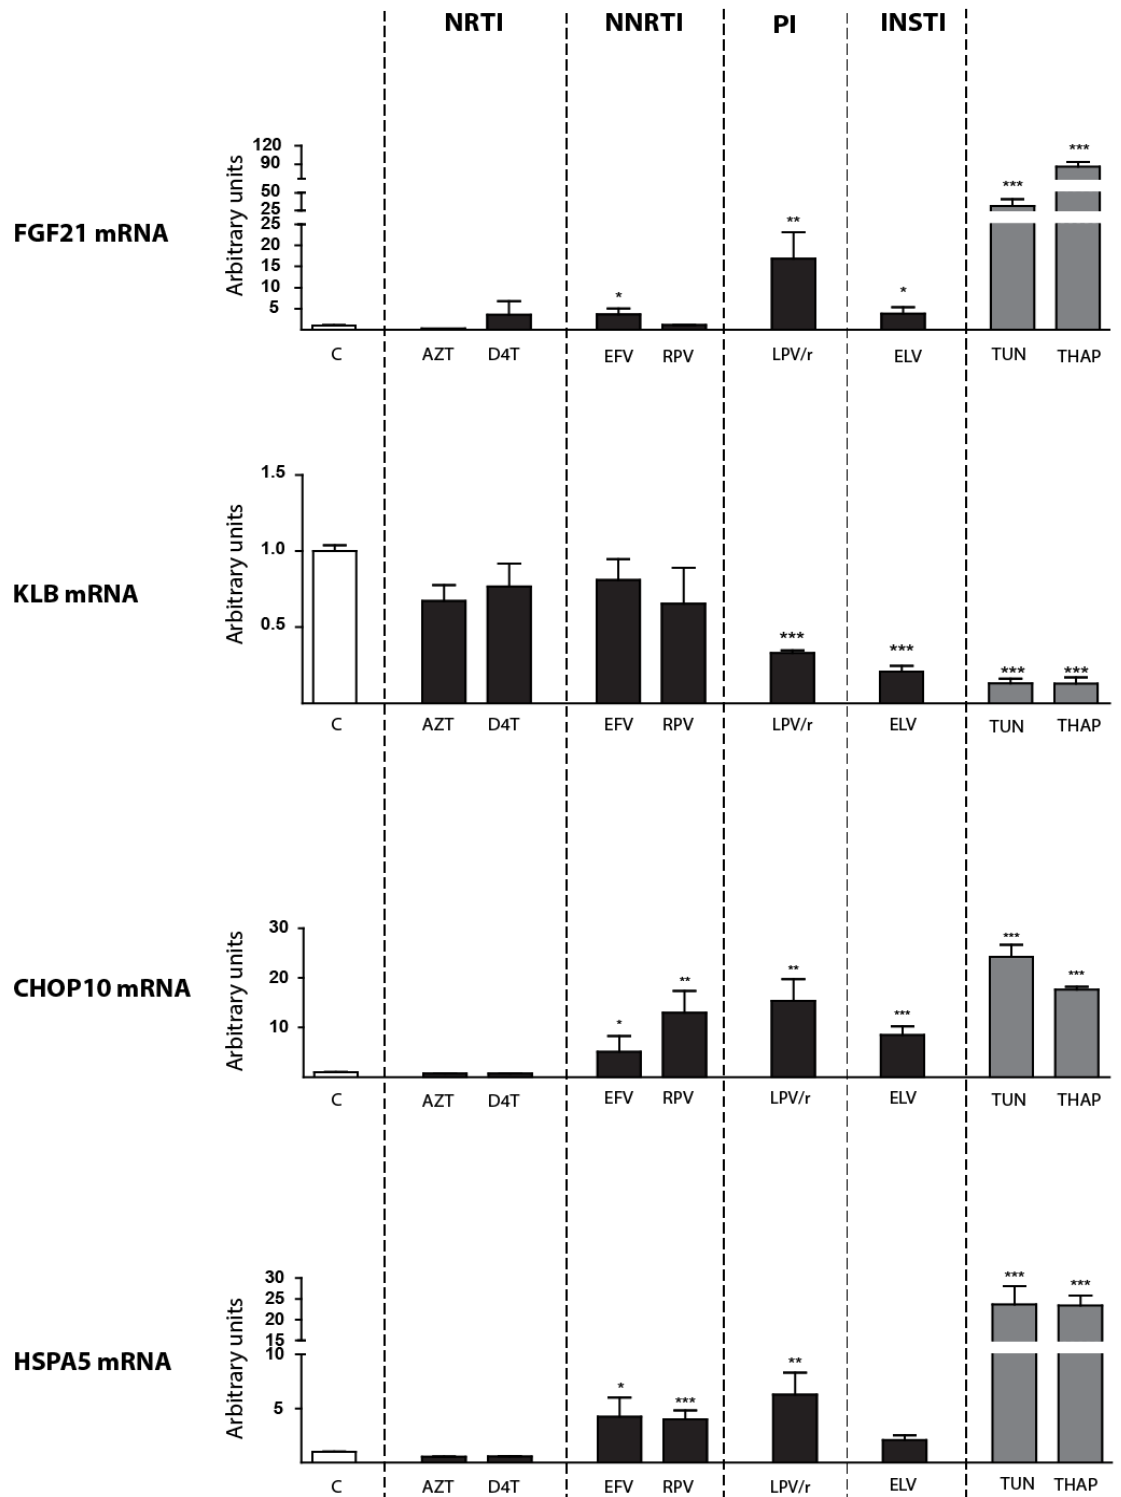 NRTI NNRTI PI INSTI
FGF21 mRNA
Arbitrary units
120
90
50
25
25
20
15
10
5
* ** * *** ***
C AZT D4T EFV RPV LPV/r ELV TUN THAP
KLB mRNA
Arbitrary units
1.5
1.0
0.5
*** *** *** ***
C AZT D4T EFV RPV LPV/r ELV TUN THAP
CHOP10 mRNA
Arbitrary units
30
20
10
* ** ** *** *** ***
C AZT D4T EFV RPV LPV/r ELV TUN THAP
HSPA5 mRNA
Arbitrary units
30
25
20
15
10
5
* *** ** *** ***
C AZT D4T EFV RPV LPV/r ELV TUN THAP